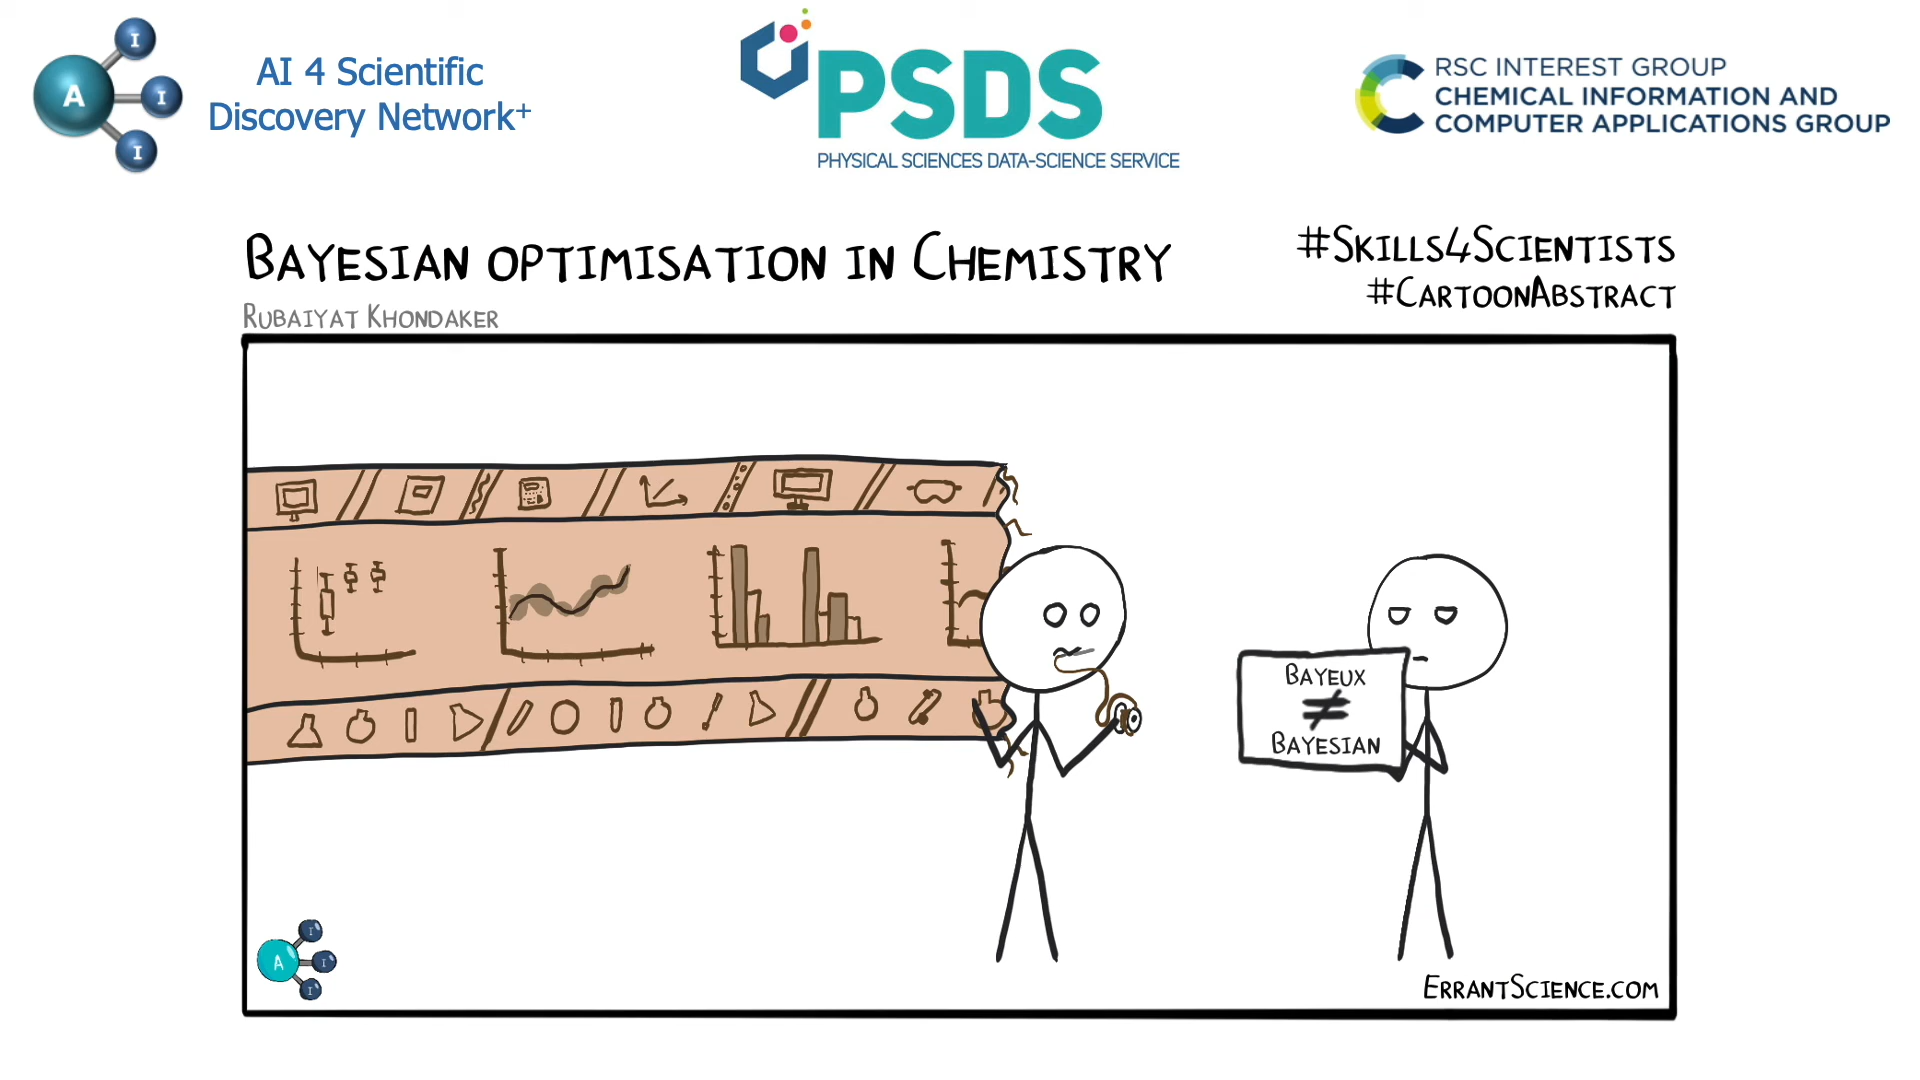 A
I
I
I
AI 4 Scientific
Discovery Network⁺
PSDS
PHYSICAL SCIENCES DATA-SCIENCE SERVICE
RSC INTEREST GROUP
CHEMICAL INFORMATION AND
COMPUTER APPLICATIONS GROUP
BAYESIAN OPTIMISATION IN CHEMISTRY
RUBAIYAT KHONDAKER
#SKILLS4SCIENTISTS
#CARTOONABSTRACT
BAYEUX
≠
BAYESIAN
A
I
I
I
ERRANTSCIENCE.COM